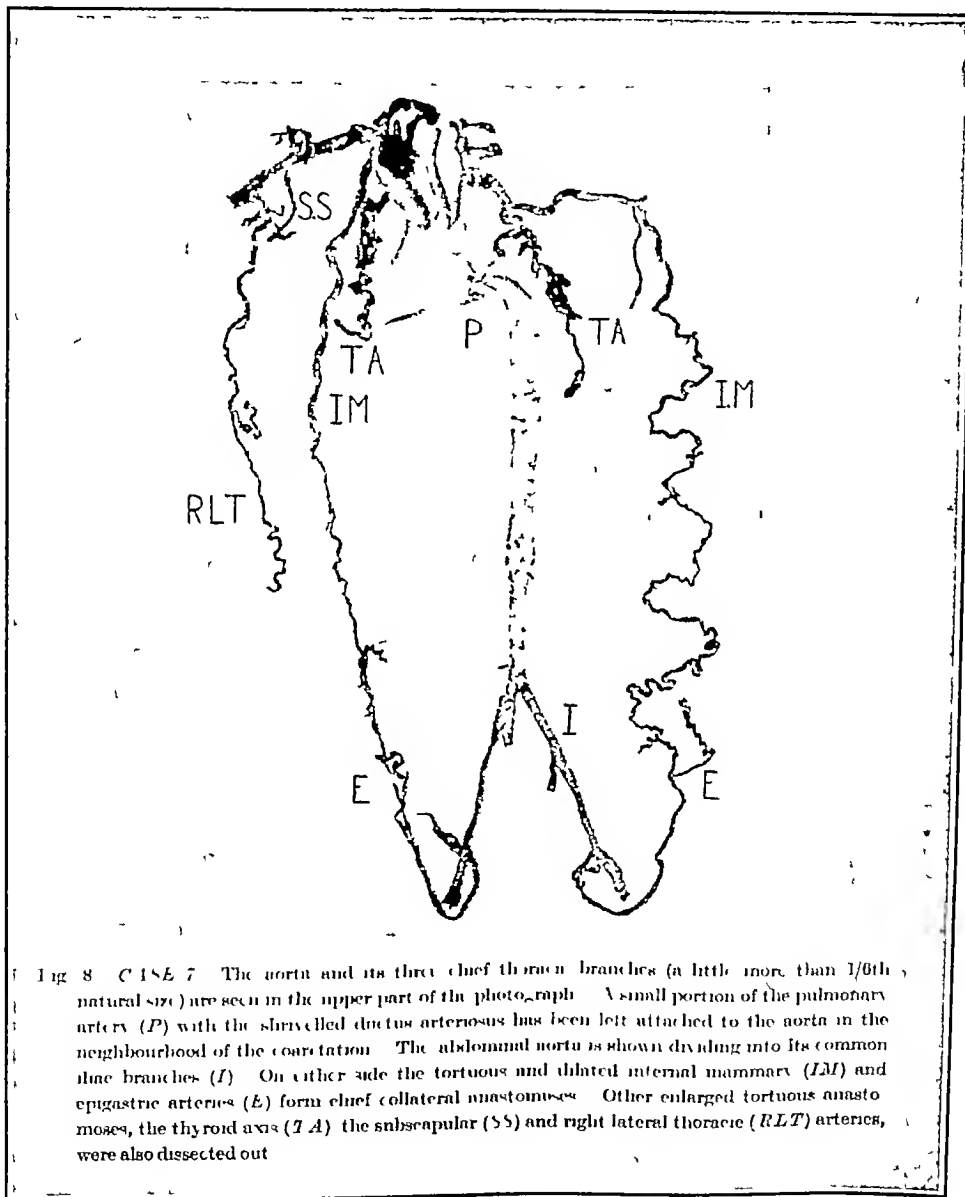 S.S
P
TA
TA
IM
I.M
RLT
I
E
E
Fig 8 CASE 7 The aorta and its three chief thoracic branches (a little more than 1/6th
natural size) are seen in the upper part of the photograph A small portion of the pulmonary
artery (P) with the shrivelled ductus arteriosus has been left attached to the aorta in the
neighbourhood of the coarctation The abdominal aorta is shown dividing into its common
iliac branches (I) On either side the tortuous and dilated internal mammary (IM) and
epigastric arteries (E) form chief collateral anastomoses Other enlarged tortuous anasto
moses, the thyroid axis (TA) the subscapular (SS) and right lateral thoracic (RLT) arteries,
were also dissected out